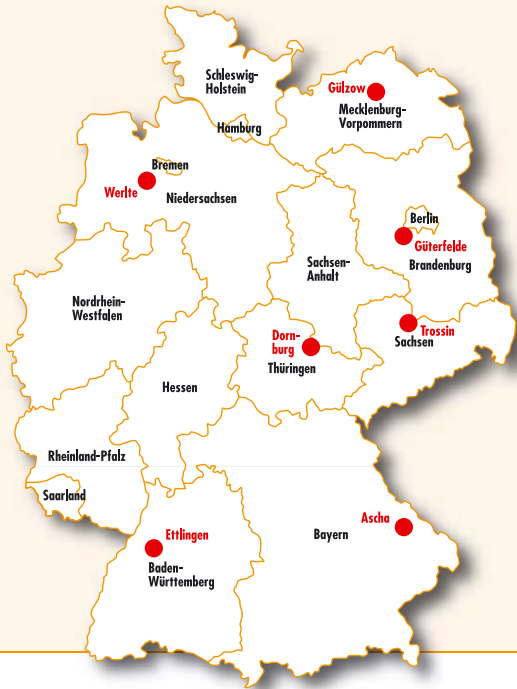 Schleswig-
Holstein
Gülzow
Mecklenburg-
Vorpommern
Hamburg
Bremen
Werlte
Niedersachsen
Berlin
Güterfelde
Brandenburg
Sachsen-
Anhalt
Nordrhein-
Westfalen
Dorn-
burg
Thüringen
Trossin
Sachsen
Hessen
Rheinland-Pfalz
Saarland
Ettlingen
Baden-
Württemberg
Ascha
Bayern